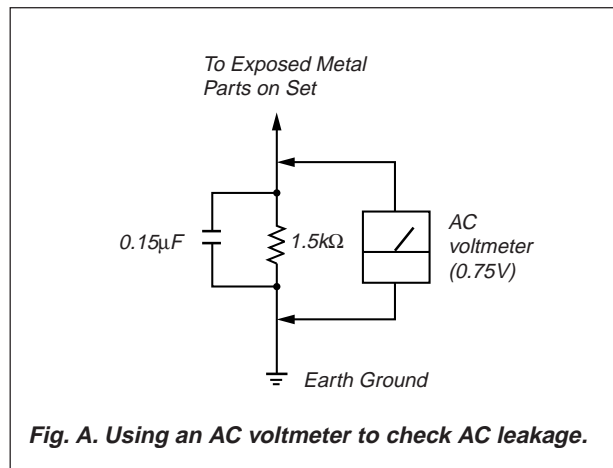 To Exposed Metal
Parts on Set
0.15μF
1.5kΩ
AC
voltmeter
(0.75V)
Earth Ground
Fig. A. Using an AC voltmeter to check AC leakage.